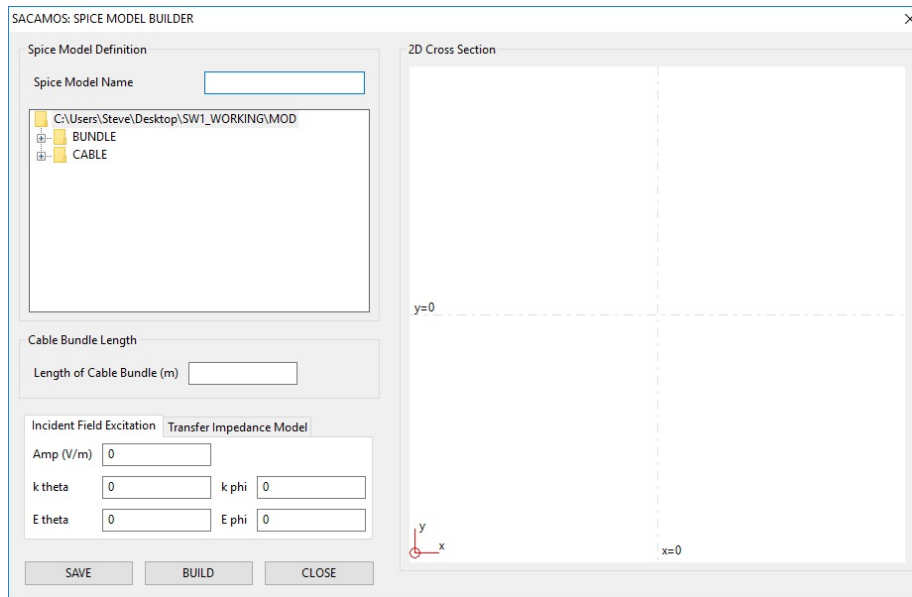 SACAMOS: SPICE MODEL BUILDER
Spice Model Definition
Spice Model Name
C:\Users\Steve\Desktop\SW1_WORKING\MOD
BUNDLE
CABLE
Cable Bundle Length
Length of Cable Bundle (m)
Incident Field Excitation Transfer Impedance Model
Amp (V/m) 0
k theta 0 k phi 0
E theta 0 E phi 0
SAVE BUILD CLOSE
2D Cross Section
y=0
y
x
x=0